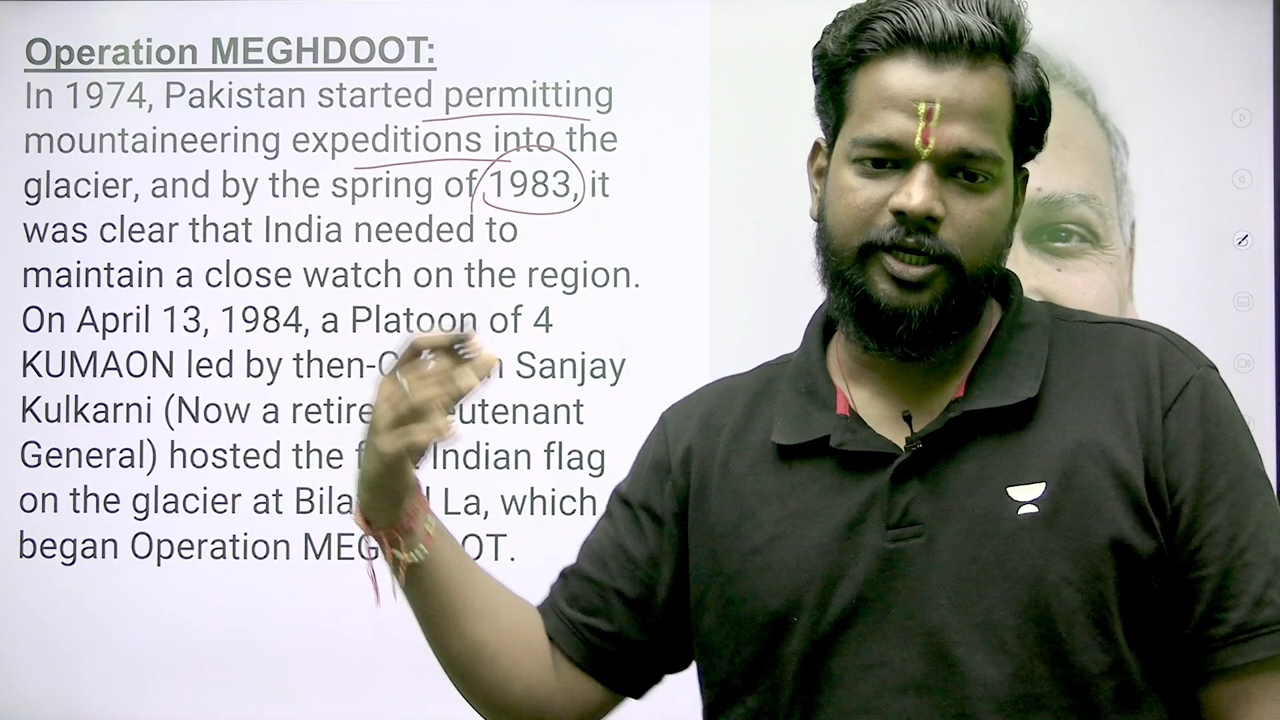 Operation MEGHDOOT:
In 1974, Pakistan started permitting
mountaineering expeditions into the
glacier, and by the spring of 1983, it
was clear that India needed to
maintain a close watch on the region.
On April 13, 1984, a Platoon of 4
KUMAON led by then- Sanjay
Kulkarni (Now a
General) hosted the Indian flag
on the glacier at La, which
began Operation